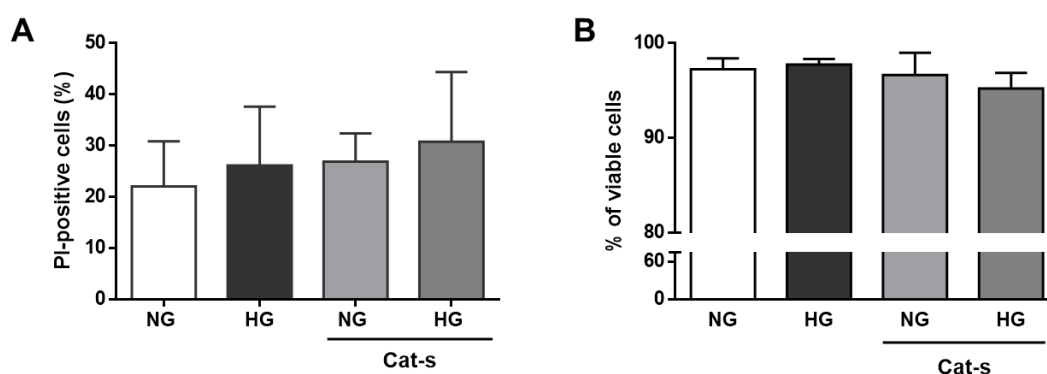 A
PI-positive cells (%)
50
40
30
20
10
0
NG HG NG HG
Cat-s
B
% of viable cells
100
90
80
60
0
NG HG NG HG
Cat-s